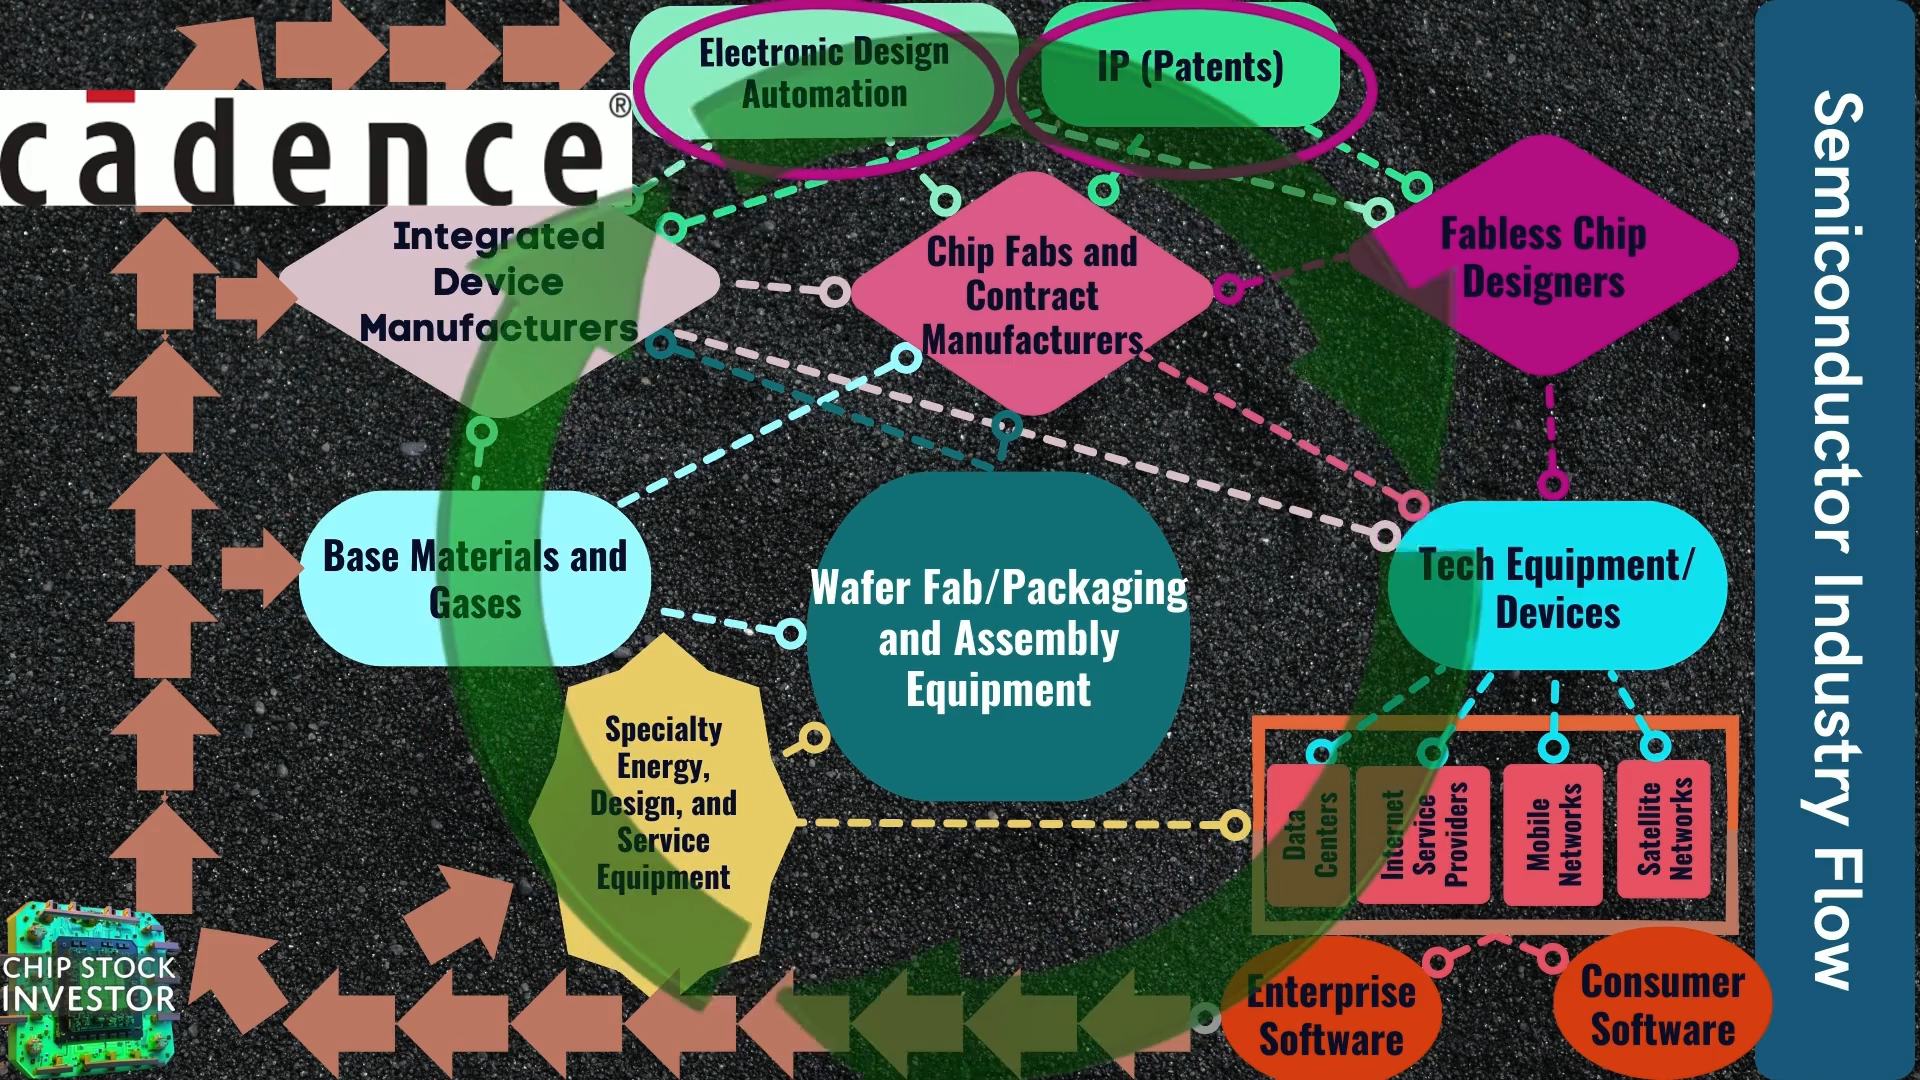 Electronic Design
Automation
IP (Patents)
cadence®
Integrated
Device
Manufacturers
Chip Fabs and
Contract
Manufacturers
Fabless Chip
Designers
Base Materials and
Gases
Wafer Fab/Packaging
and Assembly
Equipment
Tech Equipment/
Devices
Specialty
Energy,
Design, and
Service
Equipment
Data
Centers
Internet
Service
Providers
Mobile
Networks
Satellite
Networks
Enterprise
Software
Consumer
Software
CHIP STOCK
INVESTOR
Semiconductor Industry Flow